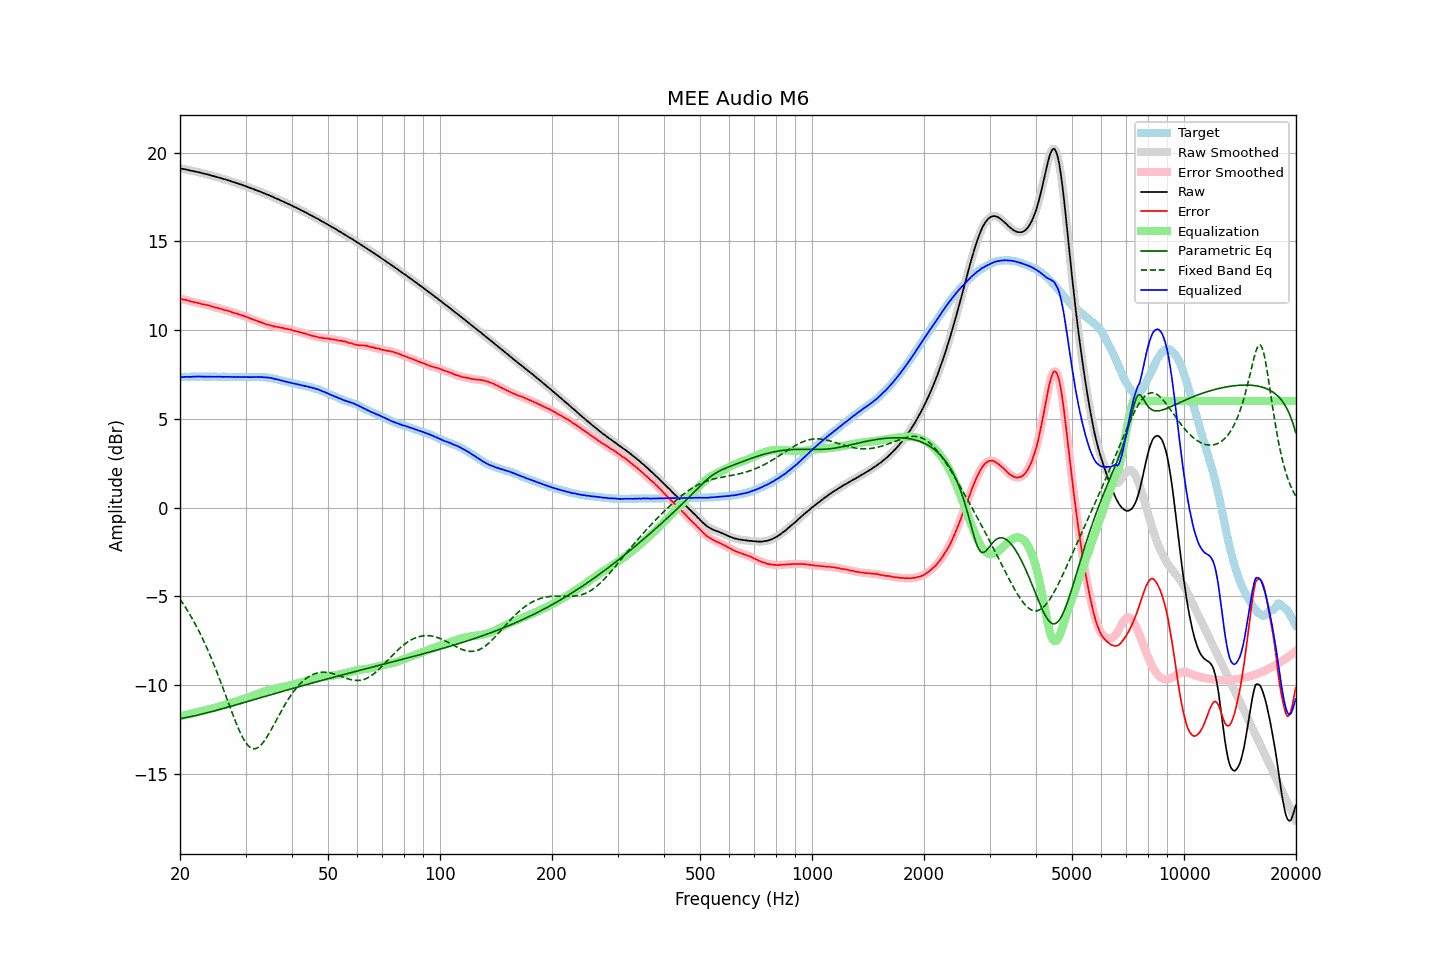 MEE Audio M6
Amplitude (dBr)
20
15
10
5
0
−5
−10
−15
Target
Raw Smoothed
Error Smoothed
Raw
Error
Equalization
Parametric Eq
Fixed Band Eq
Equalized
20 50 100 200 500 1000 2000 5000 10000 20000
Frequency (Hz)